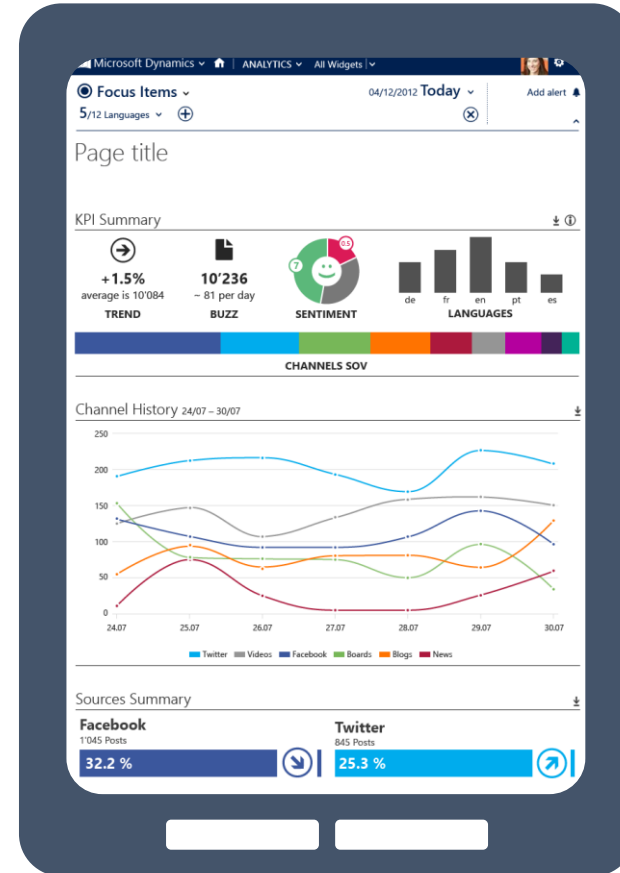 Microsoft Dynamics ANALYTICS All Widgets
Focus Items 04/12/2012 Today Add alert
5/12 Languages
Page title
KPI Summary
+1.5% 10'236 7 0.5
average is 10'084 ~ 81 per day de fr en pt es
TREND BUZZ SENTIMENT LANGUAGES
CHANNELS SOV
Channel History 24/07 – 30/07
250
200
150
100
50
0
24.07 25.07 26.07 27.07 28.07 29.07 30.07
Twitter Videos Facebook Boards Blogs News
Sources Summary
Facebook Twitter
1'045 Posts 845 Posts
32.2 % 25.3 %